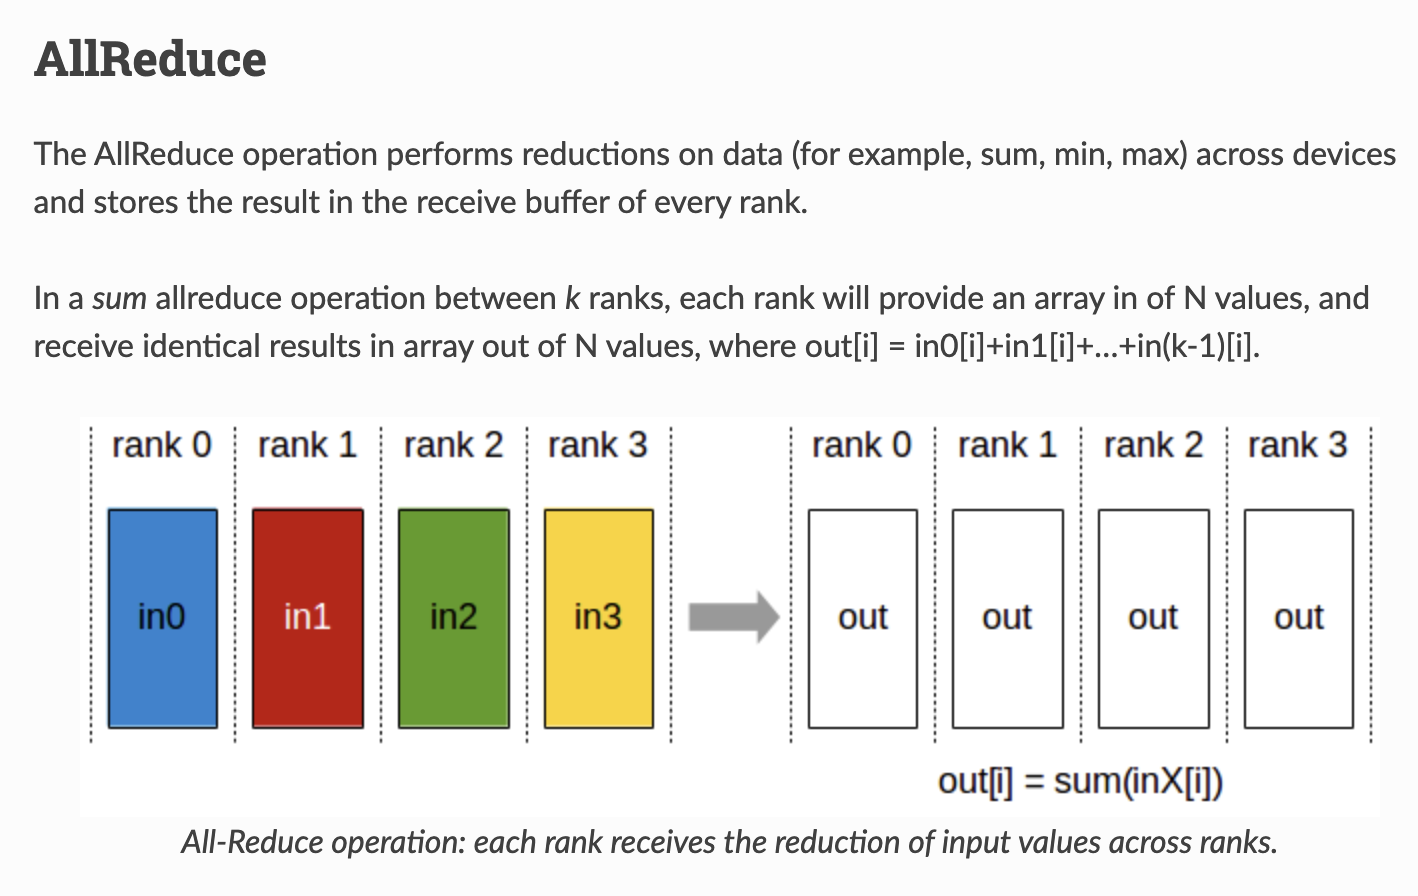 AllReduce
The AllReduce operation performs reductions on data (for example, sum, min, max) across devices
and stores the result in the receive buffer of every rank.
In a sum allreduce operation between k ranks, each rank will provide an array in of N values, and
receive identical results in array out of N values, where out[i] = in0[i]+in1[i]+…+in(k-1)[i].
rank 0 rank 1 rank 2 rank 3 rank 0 rank 1 rank 2 rank 3
in0 in1 in2 in3 out out out out
out[i] = sum(inX[i])
All-Reduce operation: each rank receives the reduction of input values across ranks.